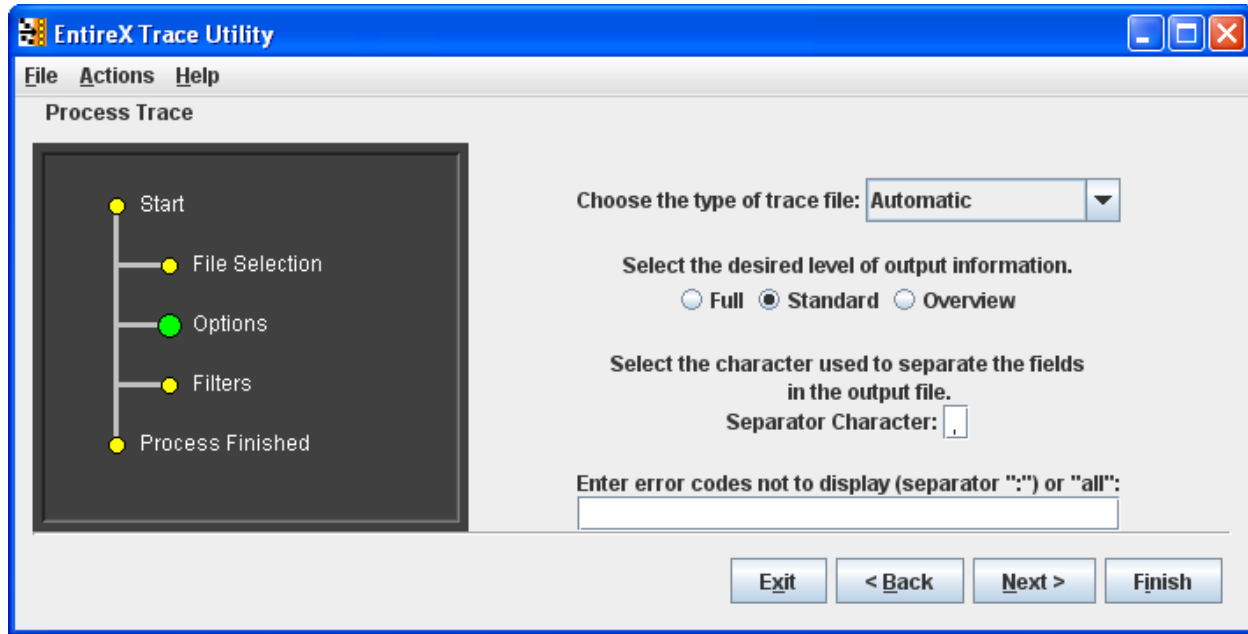 EntireX Trace Utility
File Actions Help
Process Trace
Start
File Selection
Options
Filters
Process Finished
Choose the type of trace file: Automatic
Select the desired level of output information.
Full Standard Overview
Select the character used to separate the fields
in the output file.
Separator Character: ,
Enter error codes not to display (separator ":") or "all":
Exit < Back Next > Finish